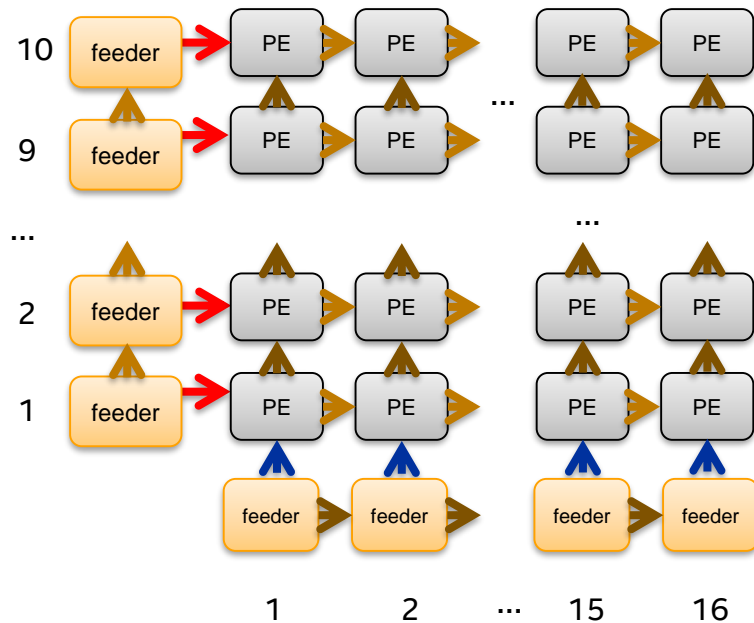 10 feeder PE PE PE PE
...
9 feeder PE PE PE PE
... ...
2 feeder PE PE PE PE
1 feeder PE PE PE PE
feeder feeder feeder feeder
1 2 ... 15 16